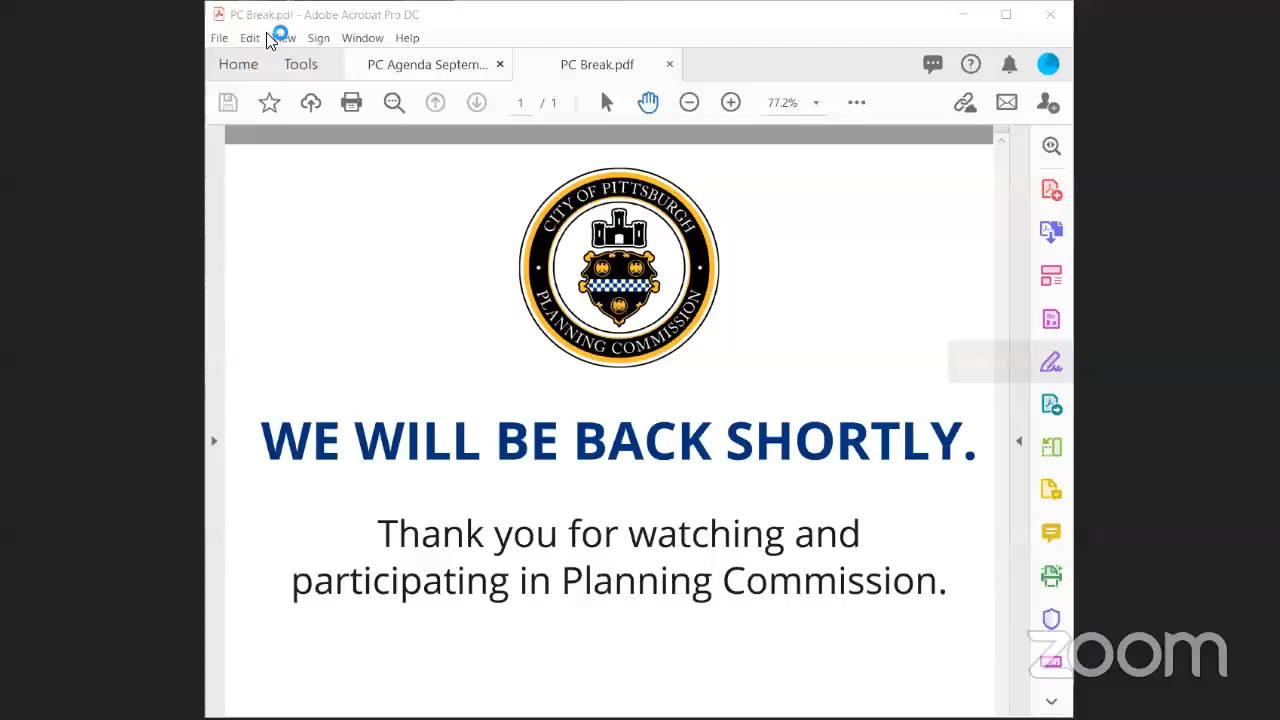 PC Break.pdf - Adobe Acrobat Pro DC
File Edit View Sign Window Help
Home Tools PC Agenda Septem... × PC Break.pdf ×
1 / 1 77.2%
CITY OF PITTSBURGH
PLANNING COMMISSION
WE WILL BE BACK SHORTLY.
Thank you for watching and
participating in Planning Commission.
zoom